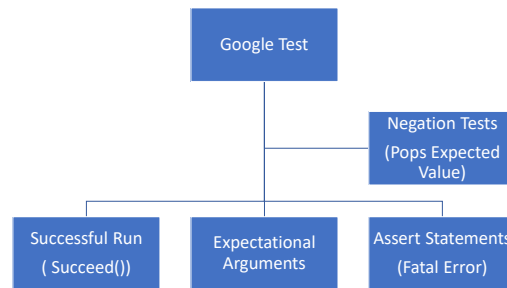 Google Test
Negation Tests
(Pops Expected
Value)
Successful Run
( Succeed())
Expectational
Arguments
Assert Statements
(Fatal Error)